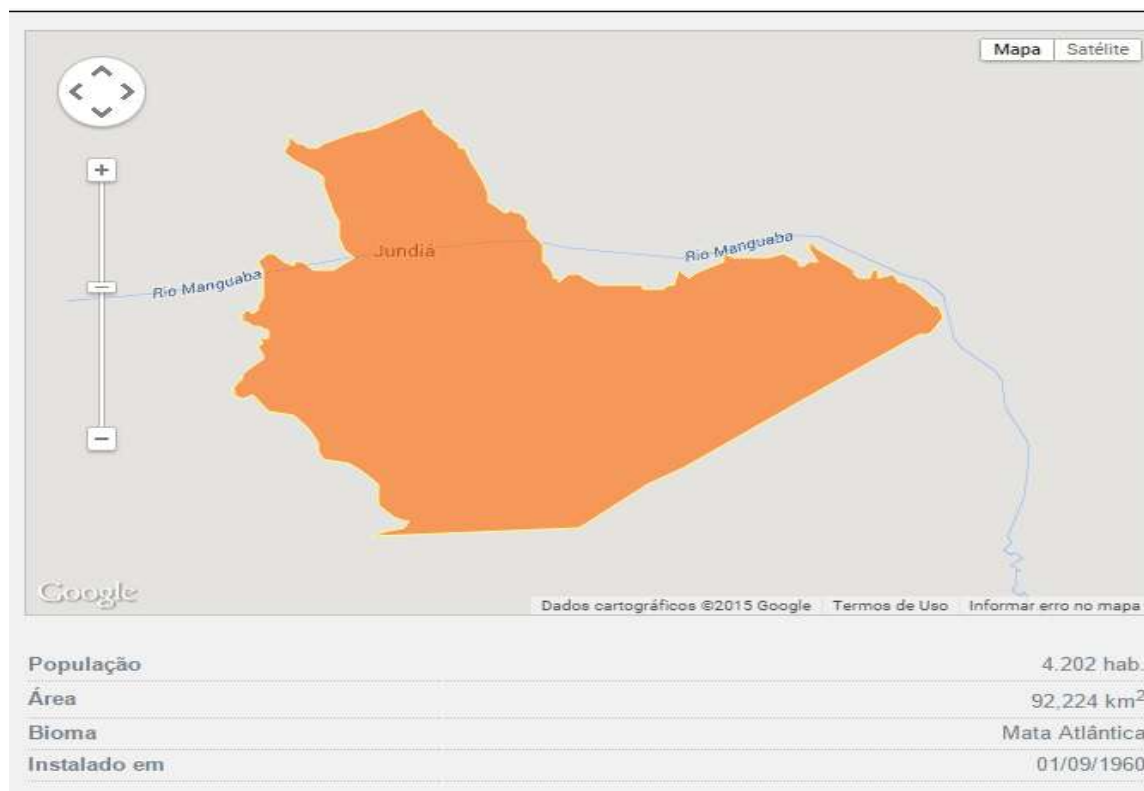 Mapa Satélite
+
Jundiá
Rio Manguaba
Rio Manguaba
−
Google
Dados cartográficos ©2015 Google Termos de Uso Informar erro no mapa
População 4.202 hab.
Área 92,224 km²
Bioma Mata Atlântica
Instalado em 01/09/1960